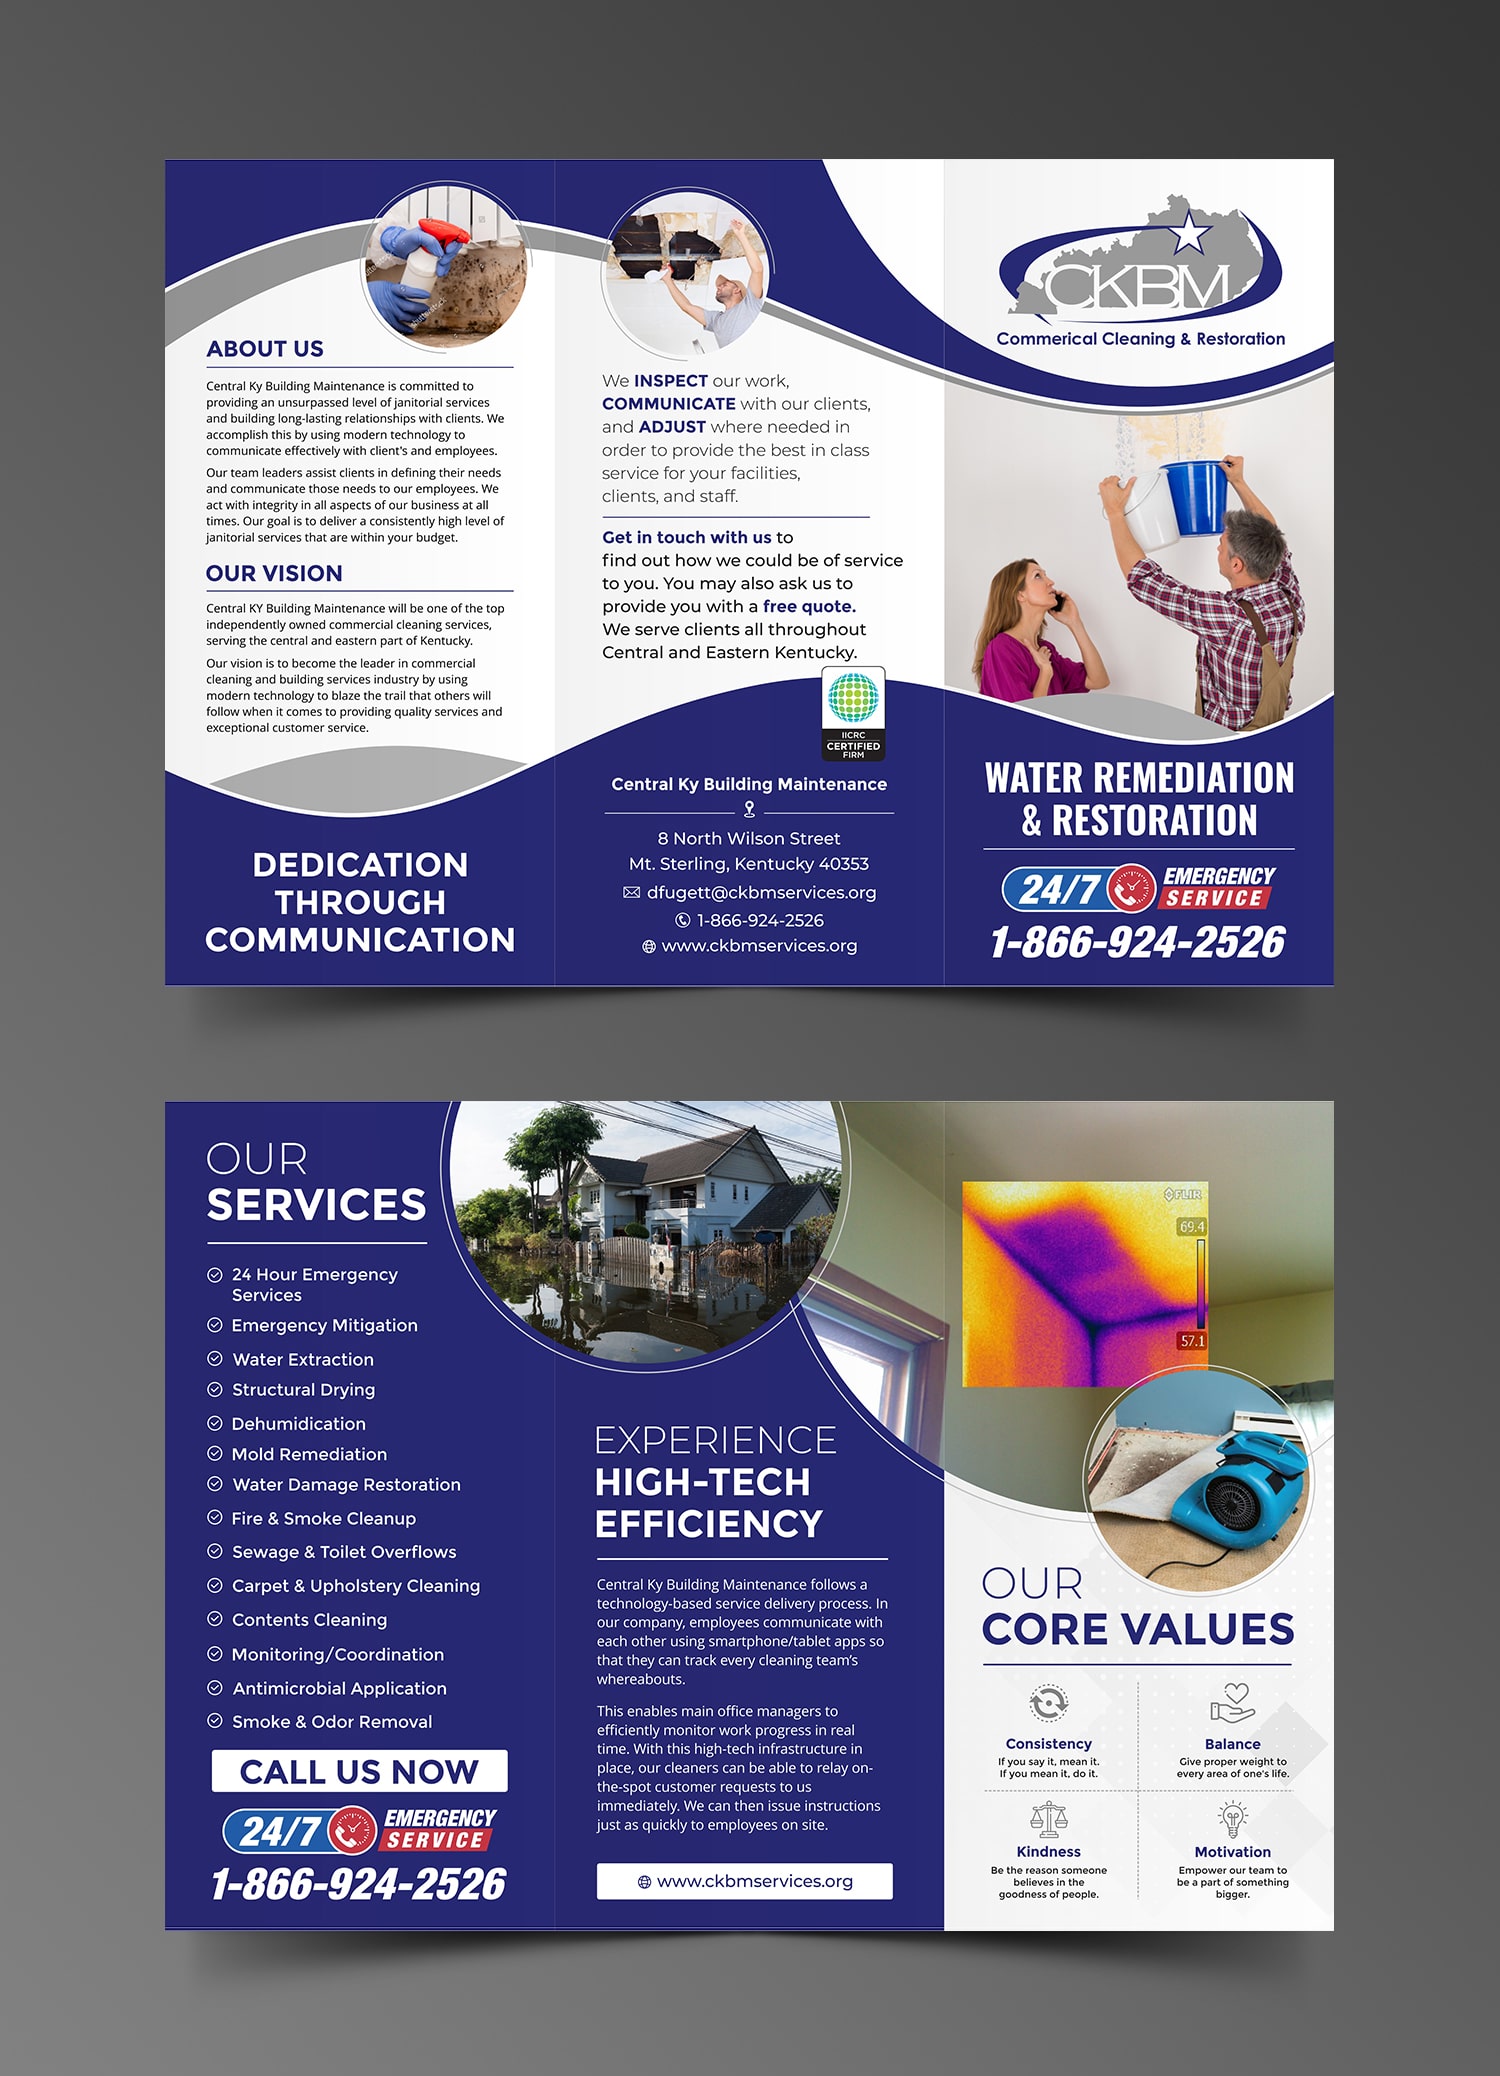 ABOUT US
Central Ky Building Maintenance is committed to
providing an unsurpassed level of janitorial services
and building long-lasting relationships with clients. We
accomplish this by using modern technology to
communicate effectively with client's and employees.
Our team leaders assist clients in defining their needs
and communicate those needs to our employees. We
act with integrity in all aspects of our business at all
times. Our goal is to deliver a consistently high level of
janitorial services that are within your budget.
OUR VISION
Central KY Building Maintenance will be one of the top
independently owned commercial cleaning services,
serving the central and eastern part of Kentucky.
Our vision is to become the leader in commercial
cleaning and building services industry by using
modern technology to blaze the trail that others will
follow when it comes to providing quality services and
exceptional customer service.
DEDICATION
THROUGH
COMMUNICATION
We INSPECT our work,
COMMUNICATE with our clients,
and ADJUST where needed in
order to provide the best in class
service for your facilities,
clients, and staff.
Get in touch with us to
find out how we could be of service
to you. You may also ask us to
provide you with a free quote.
We serve clients all throughout
Central and Eastern Kentucky.
IICRC
CERTIFIED
FIRM
Central Ky Building Maintenance
8 North Wilson Street
Mt. Sterling, Kentucky 40353
dfugett@ckbmservices.org
1-866-924-2526
www.ckbmservices.org
CKBM
Commerical Cleaning & Restoration
WATER REMEDIATION
& RESTORATION
24/7 EMERGENCY
SERVICE
1-866-924-2526
OUR
SERVICES
24 Hour Emergency
Services
Emergency Mitigation
Water Extraction
Structural Drying
Dehumidication
Mold Remediation
Water Damage Restoration
Fire & Smoke Cleanup
Sewage & Toilet Overflows
Carpet & Upholstery Cleaning
Contents Cleaning
Monitoring/Coordination
Antimicrobial Application
Smoke & Odor Removal
CALL US NOW
24/7 EMERGENCY
SERVICE
1-866-924-2526
EXPERIENCE
HIGH-TECH
EFFICIENCY
Central Ky Building Maintenance follows a
technology-based service delivery process. In
our company, employees communicate with
each other using smartphone/tablet apps so
that they can track every cleaning team's
whereabouts.
This enables main office managers to
efficiently monitor work progress in real
time. With this high-tech infrastructure in
place, our cleaners can be able to relay on-
the-spot customer requests to us
immediately. We can then issue instructions
just as quickly to employees on site.
www.ckbmservices.org
FLIR
69.4
57.1
OUR
CORE VALUES
Consistency
If you say it, mean it.
If you mean it, do it.
Balance
Give proper weight to
every area of one's life.
Kindness
Be the reason someone
believes in the
goodness of people.
Motivation
Empower our team to
be a part of something
bigger.